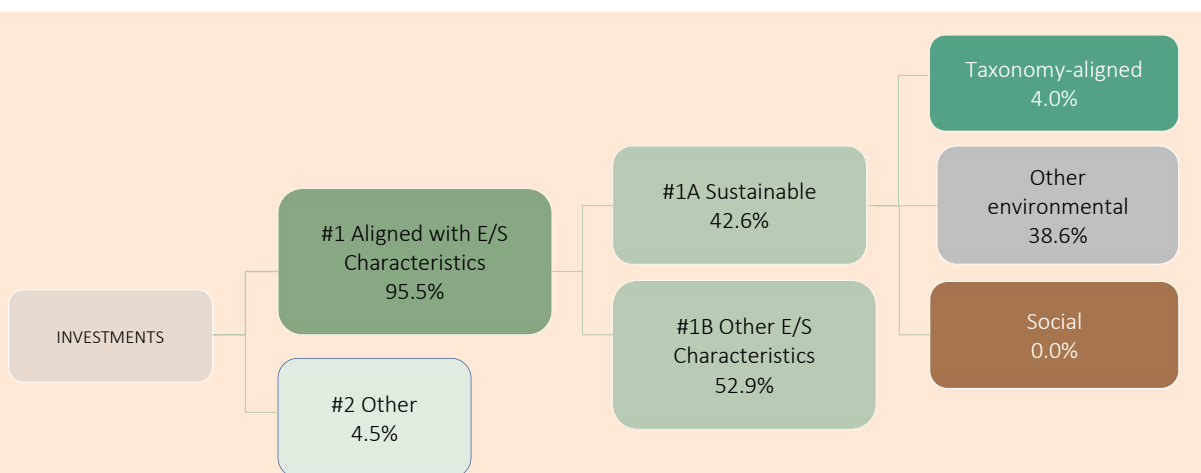 INVESTMENTS
#1 Aligned with E/S
Characteristics
95.5%
#2 Other
4.5%
#1A Sustainable
42.6%
#1B Other E/S
Characteristics
52.9%
Taxonomy-aligned
4.0%
Other
environmental
38.6%
Social
0.0%